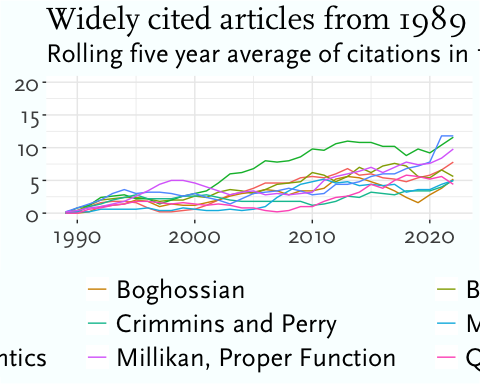 Widely cited articles from 1989
Rolling five year average of citations in
20
15
10
5
0
1990 2000 2010 2020
Boghossian B
Crimmins and Perry M
ntics Millikan, Proper Function Q